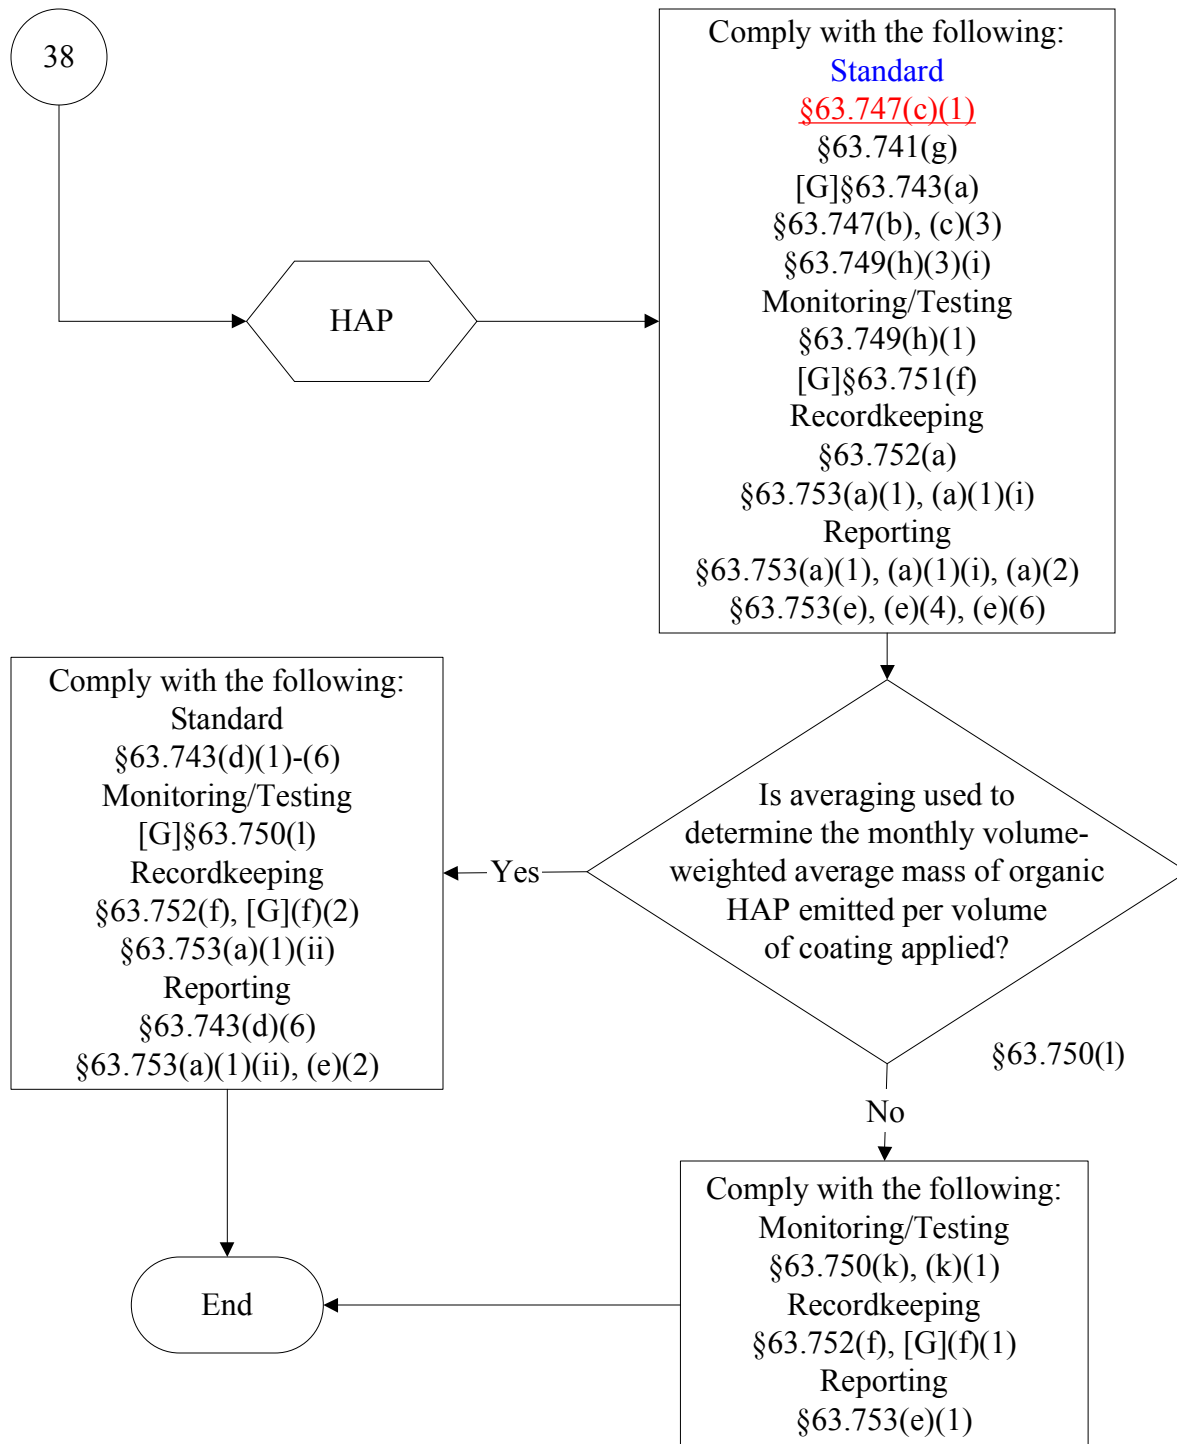 38
HAP
Comply with the following:
Standard
§63.747(c)(1)
§63.741(g)
[G]§63.743(a)
§63.747(b), (c)(3)
§63.749(h)(3)(i)
Monitoring/Testing
§63.749(h)(1)
[G]§63.751(f)
Recordkeeping
§63.752(a)
§63.753(a)(1), (a)(1)(i)
Reporting
§63.753(a)(1), (a)(1)(i), (a)(2)
§63.753(e), (e)(4), (e)(6)
Is averaging used to
determine the monthly volume-
weighted average mass of organic
HAP emitted per volume
of coating applied?
§63.750(l)
Yes
Comply with the following:
Standard
§63.743(d)(1)-(6)
Monitoring/Testing
[G]§63.750(l)
Recordkeeping
§63.752(f), [G](f)(2)
§63.753(a)(1)(ii)
Reporting
§63.743(d)(6)
§63.753(a)(1)(ii), (e)(2)
No
Comply with the following:
Monitoring/Testing
§63.750(k), (k)(1)
Recordkeeping
§63.752(f), [G](f)(1)
Reporting
§63.753(e)(1)
End